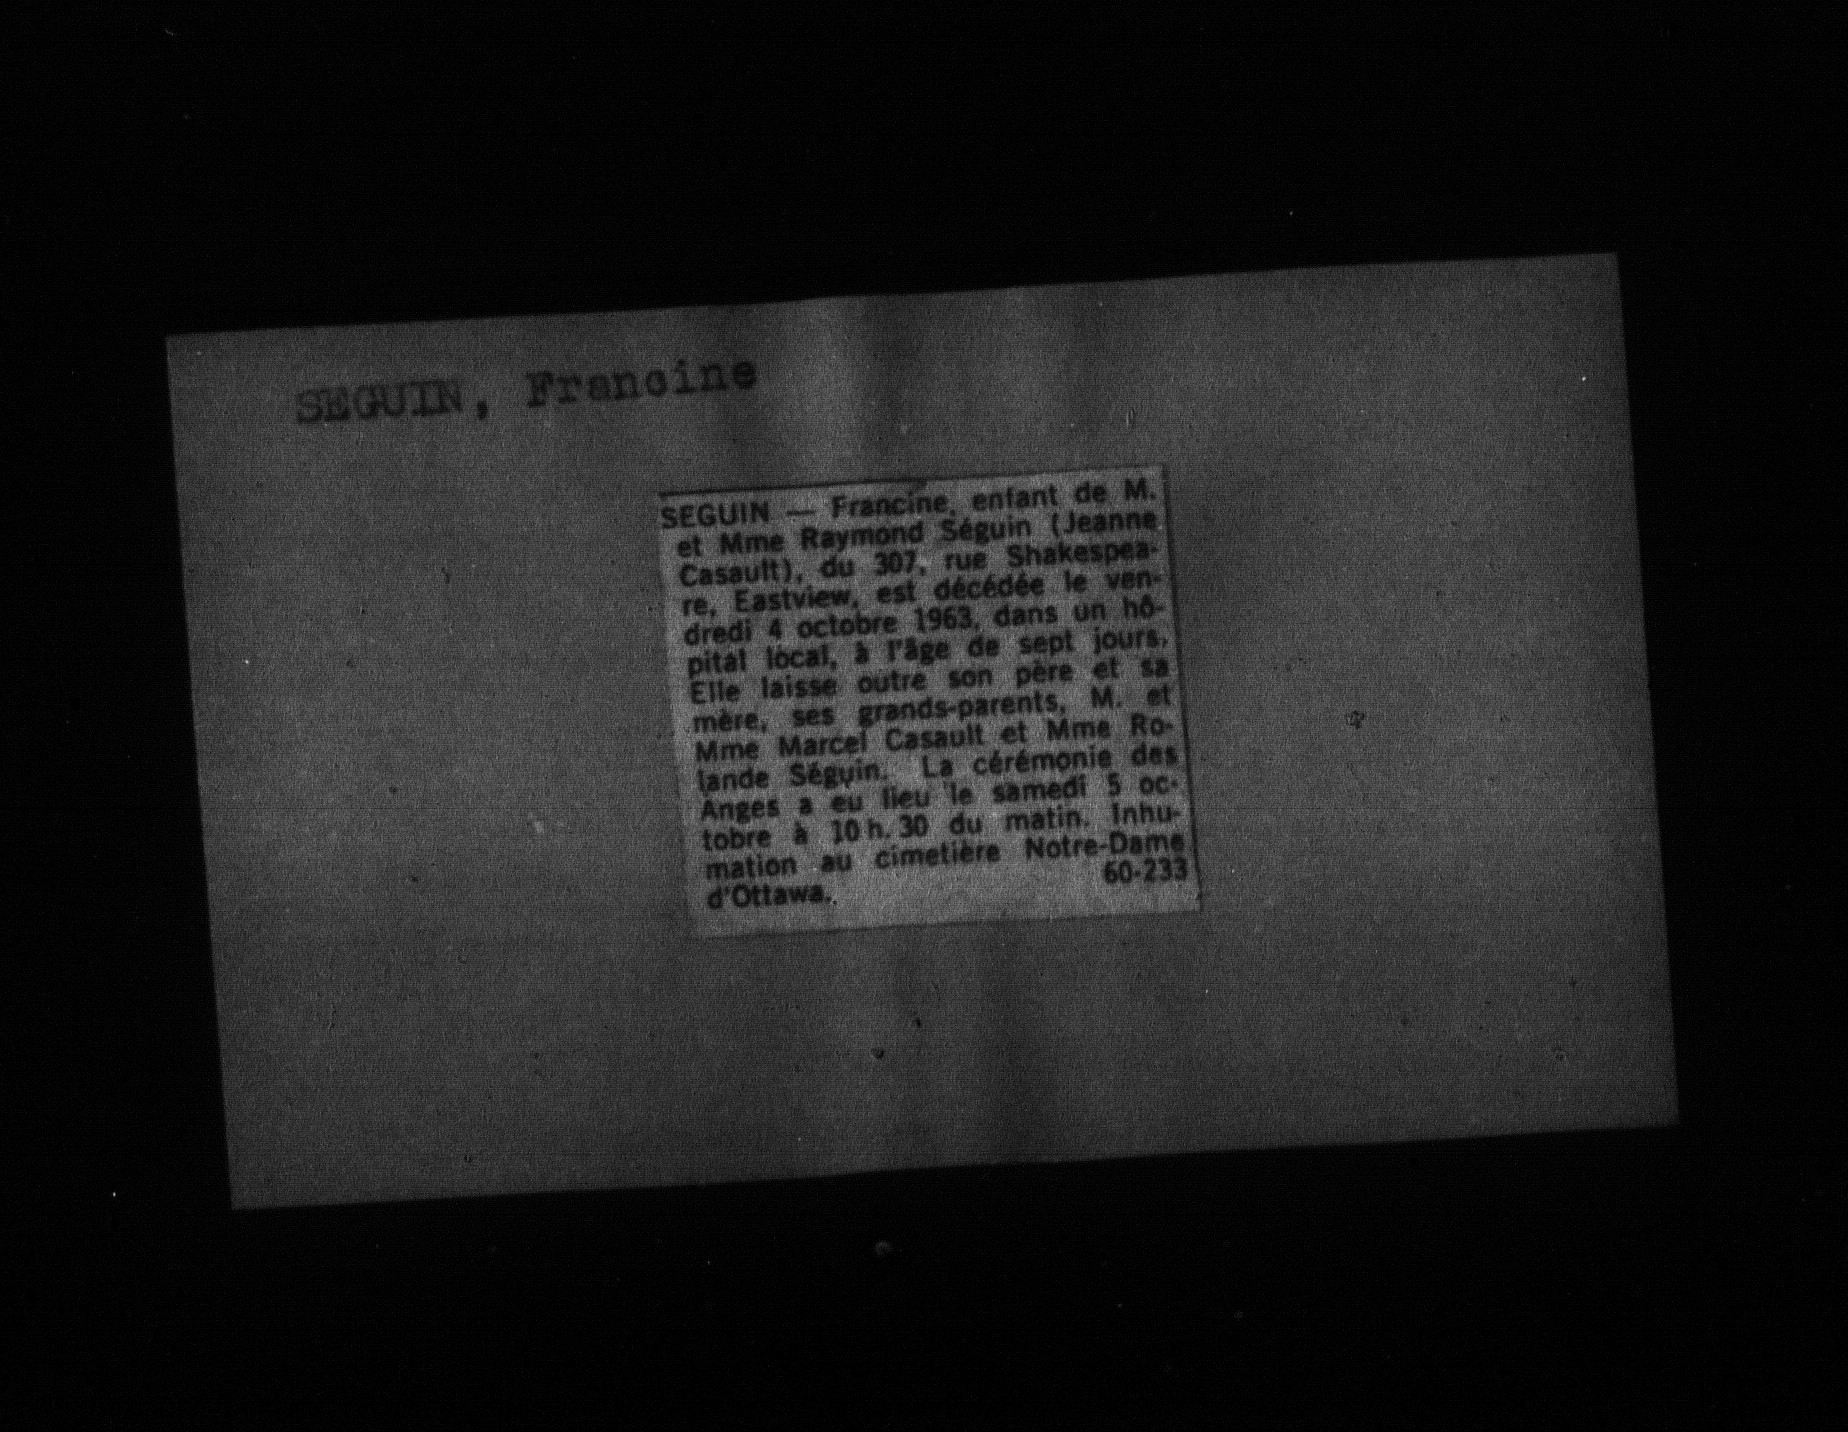 SEGUIN, Francine
SEGUIN — Francine, enfant de M.
et Mme Raymond Séguin (Jeanne
Casault), du 307, rue Shakespea-
re, Eastview, est décédée le ven-
dredi 4 octobre 1963, dans un hô-
pital local, à l'âge de sept jours.
Elle laisse outre son père et sa
mère, ses grands-parents, M. et
Mme Marcel Casault et Mme Ro-
lande Séguin. La cérémonie des
Anges a eu lieu le samedi 5 oc-
tobre à 10 h. 30 du matin. Inhu-
mation au cimetière Notre-Dame
d'Ottawa. 60-233